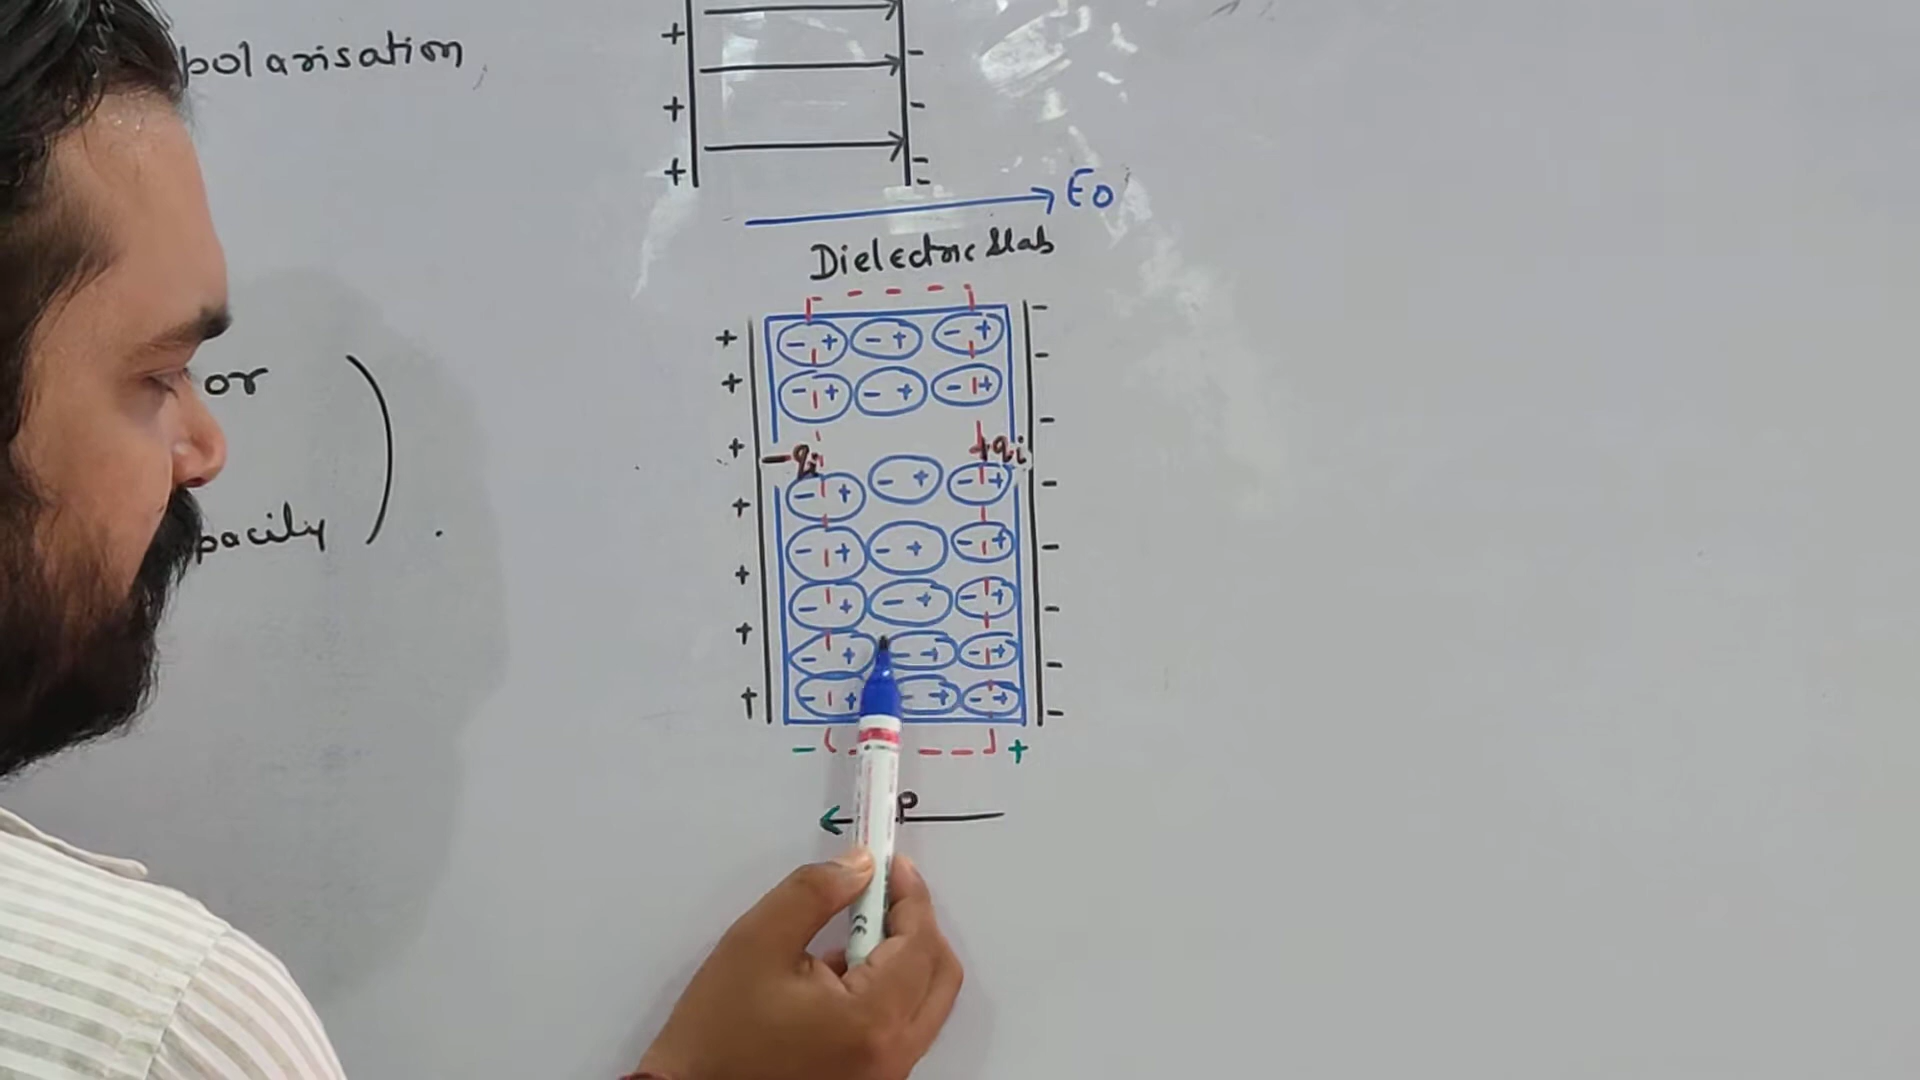 polarisation
E0
Dielectric Slab
-qi
+qi
or
pacity
P